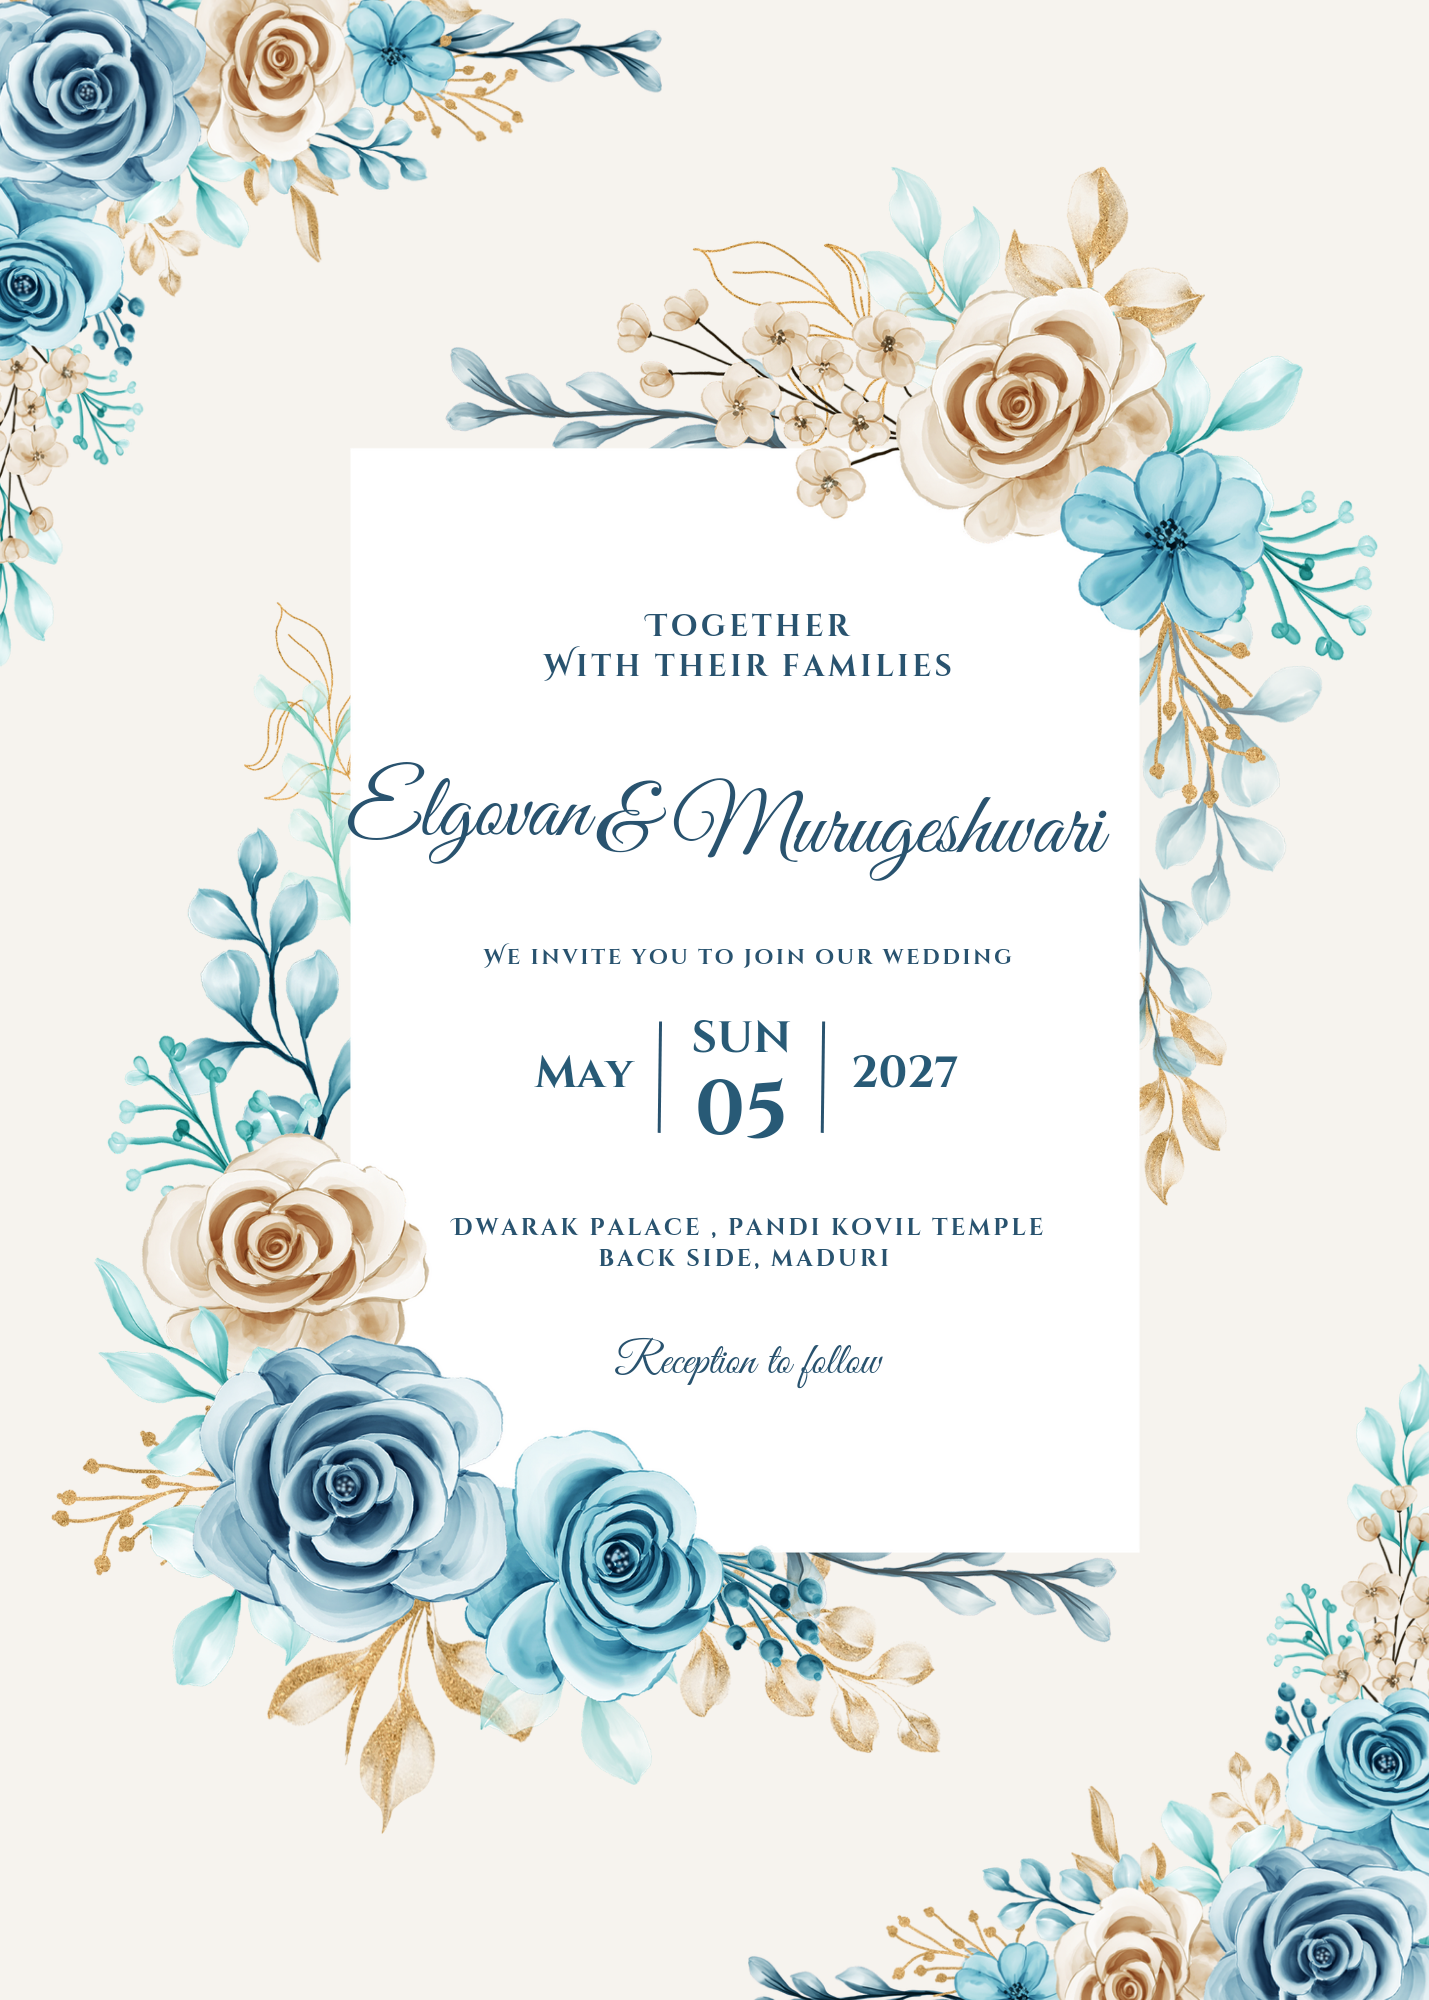 Together
With their families
Elgovan & Murugeshwari
We invite you to join our wedding
May
SUN
05
2027
Dwarak Palace , Pandi Kovil Temple
Back Side, Maduri
Reception to follow